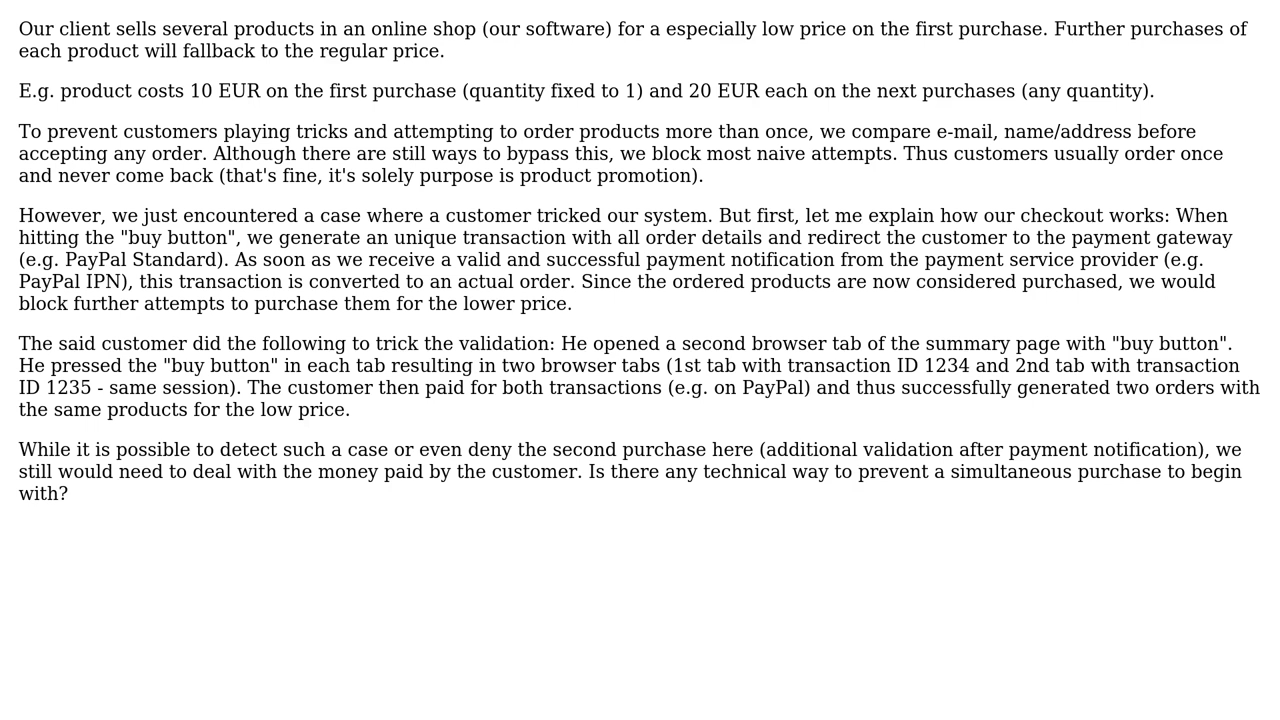 Our client sells several products in an online shop (our software) for a especially low price on the first purchase. Further purchases of
each product will fallback to the regular price.
E.g. product costs 10 EUR on the first purchase (quantity fixed to 1) and 20 EUR each on the next purchases (any quantity).
To prevent customers playing tricks and attempting to order products more than once, we compare e-mail, name/address before
accepting any order. Although there are still ways to bypass this, we block most naive attempts. Thus customers usually order once
and never come back (that's fine, it's solely purpose is product promotion).
However, we just encountered a case where a customer tricked our system. But first, let me explain how our checkout works: When
hitting the "buy button", we generate an unique transaction with all order details and redirect the customer to the payment gateway
(e.g. PayPal Standard). As soon as we receive a valid and successful payment notification from the payment service provider (e.g.
PayPal IPN), this transaction is converted to an actual order. Since the ordered products are now considered purchased, we would
block further attempts to purchase them for the lower price.
The said customer did the following to trick the validation: He opened a second browser tab of the summary page with "buy button".
He pressed the "buy button" in each tab resulting in two browser tabs (1st tab with transaction ID 1234 and 2nd tab with transaction
ID 1235 - same session). The customer then paid for both transactions (e.g. on PayPal) and thus successfully generated two orders with
the same products for the low price.
While it is possible to detect such a case or even deny the second purchase here (additional validation after payment notification), we
still would need to deal with the money paid by the customer. Is there any technical way to prevent a simultaneous purchase to begin
with?